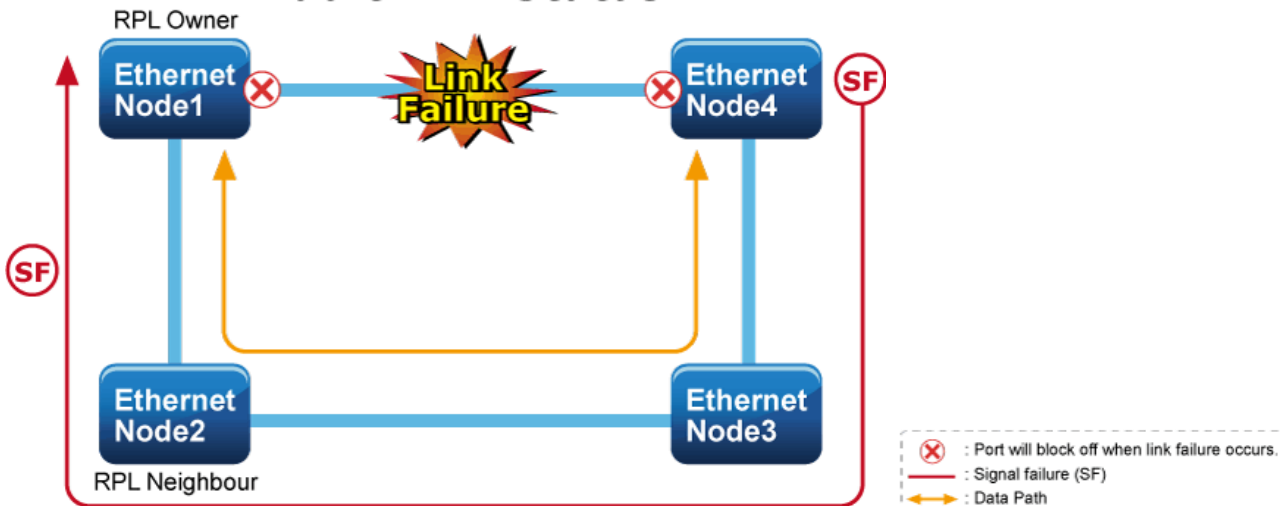 RPL Owner
Ethernet
Node1
Link
Failure
Ethernet
Node4
SF
SF
Ethernet
Node2
Ethernet
Node3
RPL Neighbour
: Port will block off when link failure occurs.
: Signal failure (SF)
: Data Path